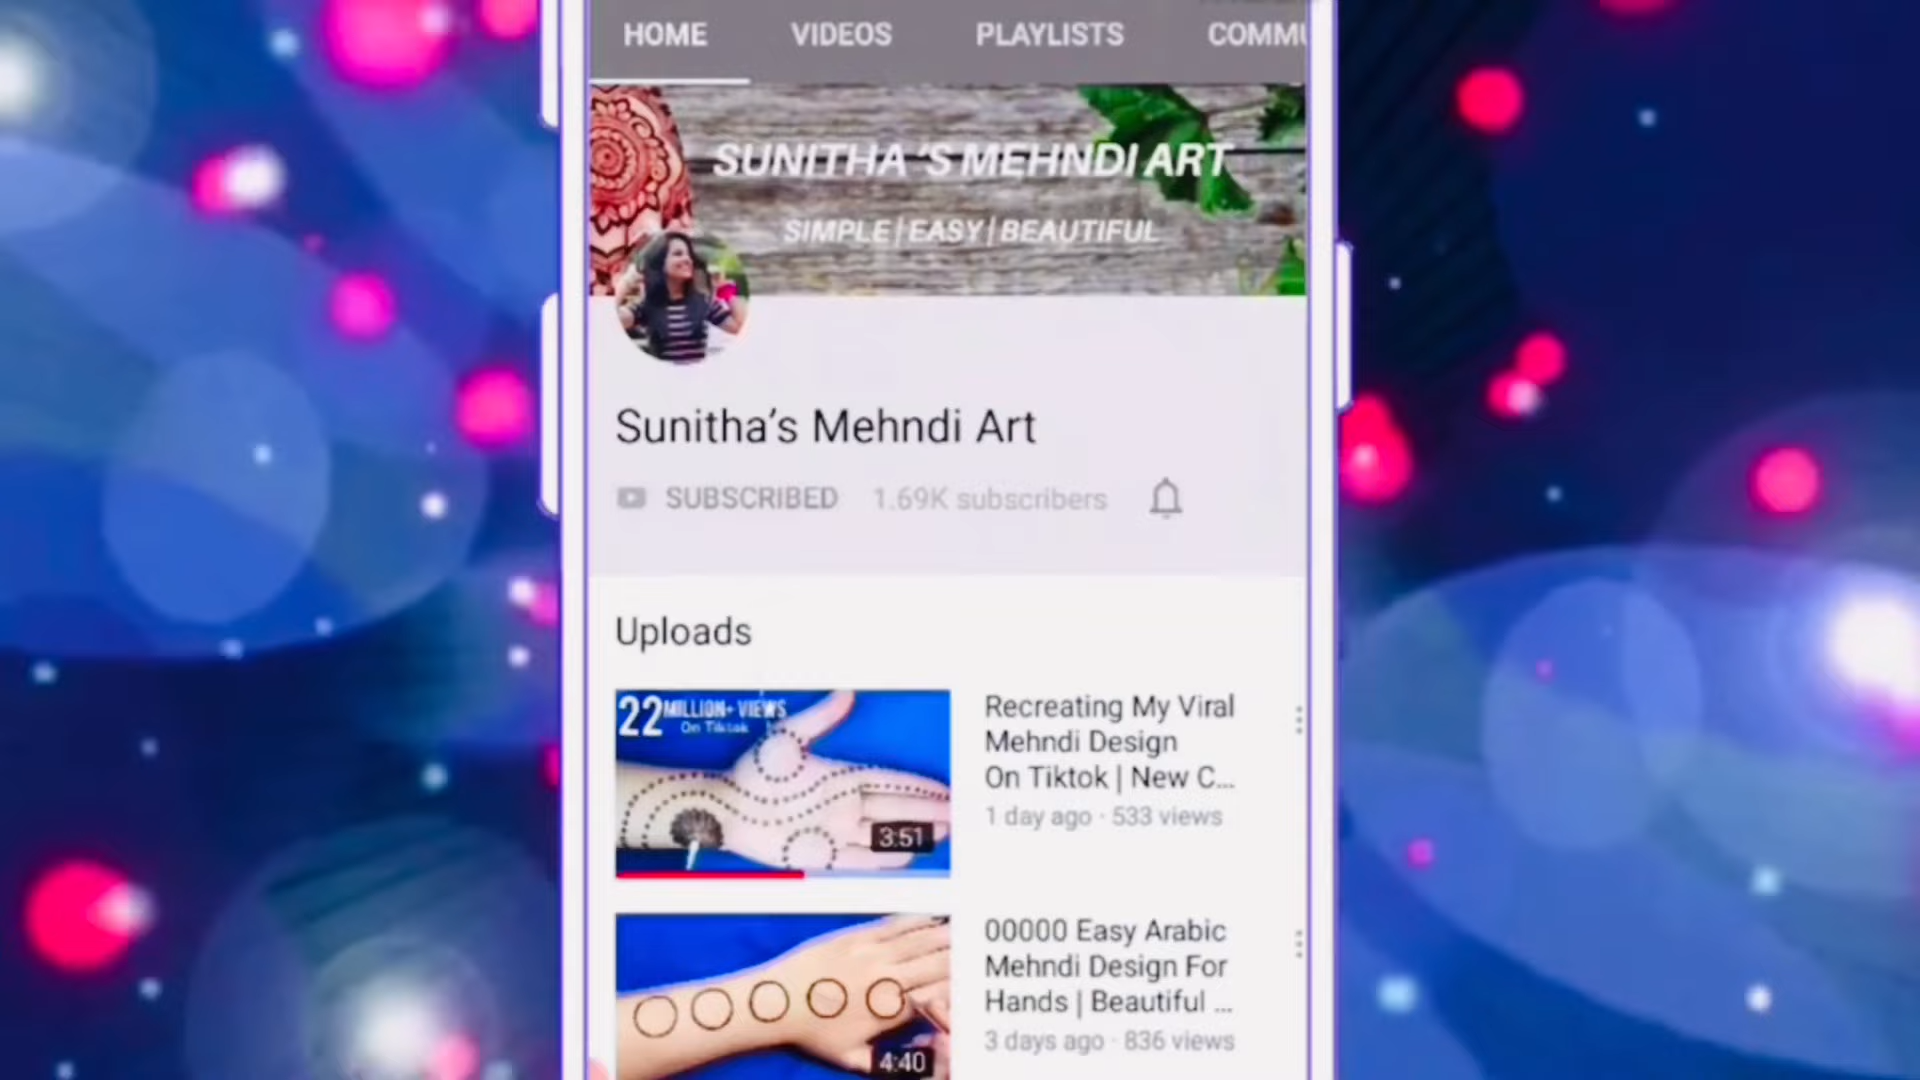 HOME VIDEOS PLAYLISTS COMMU
SUNITHA 'S MEHNDI ART
SIMPLE|EASY|BEAUTIFUL
Sunitha's Mehndi Art
SUBSCRIBED 1.69K subscribers
Uploads
22 MILLION+ VIEWS
On Tiktok
3:51
Recreating My Viral
Mehndi Design
On Tiktok | New C...
1 day ago · 533 views
4:40
00000 Easy Arabic
Mehndi Design For
Hands | Beautiful ...
3 days ago · 836 views